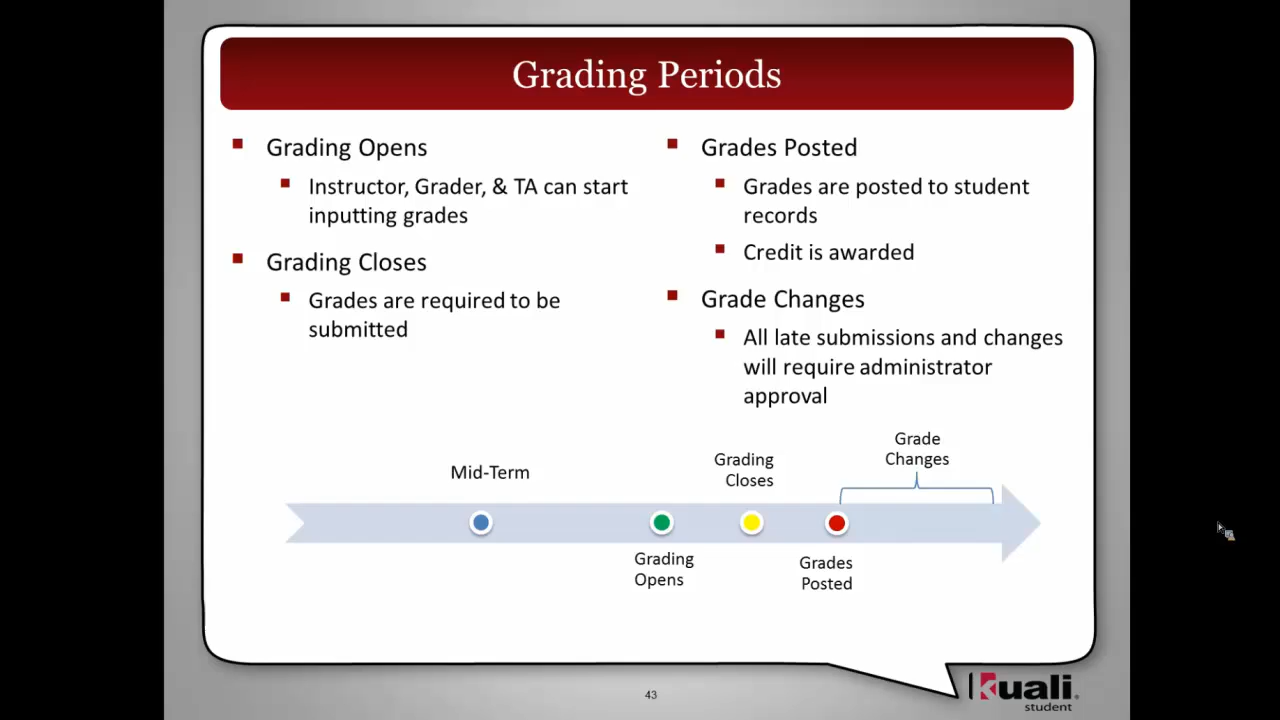 Grading Periods
Grading Opens
Instructor, Grader, & TA can start
inputting grades
Grading Closes
Grades are required to be
submitted
Grades Posted
Grades are posted to student
records
Credit is awarded
Grade Changes
All late submissions and changes
will require administrator
approval
Mid-Term
Grading
Opens
Grading
Closes
Grades
Posted
Grade
Changes
43
kuali
student